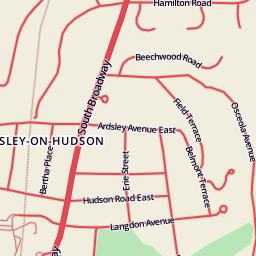 Hamilton Road
Beechwood Road
South Broadway
Field Terrace
Osceola Avenue
Ardsley Avenue East
SLEY-ON-HUDSON
Bertha Place
Erie Street
Belmont Terrace
Hudson Road East
Langdon Avenue